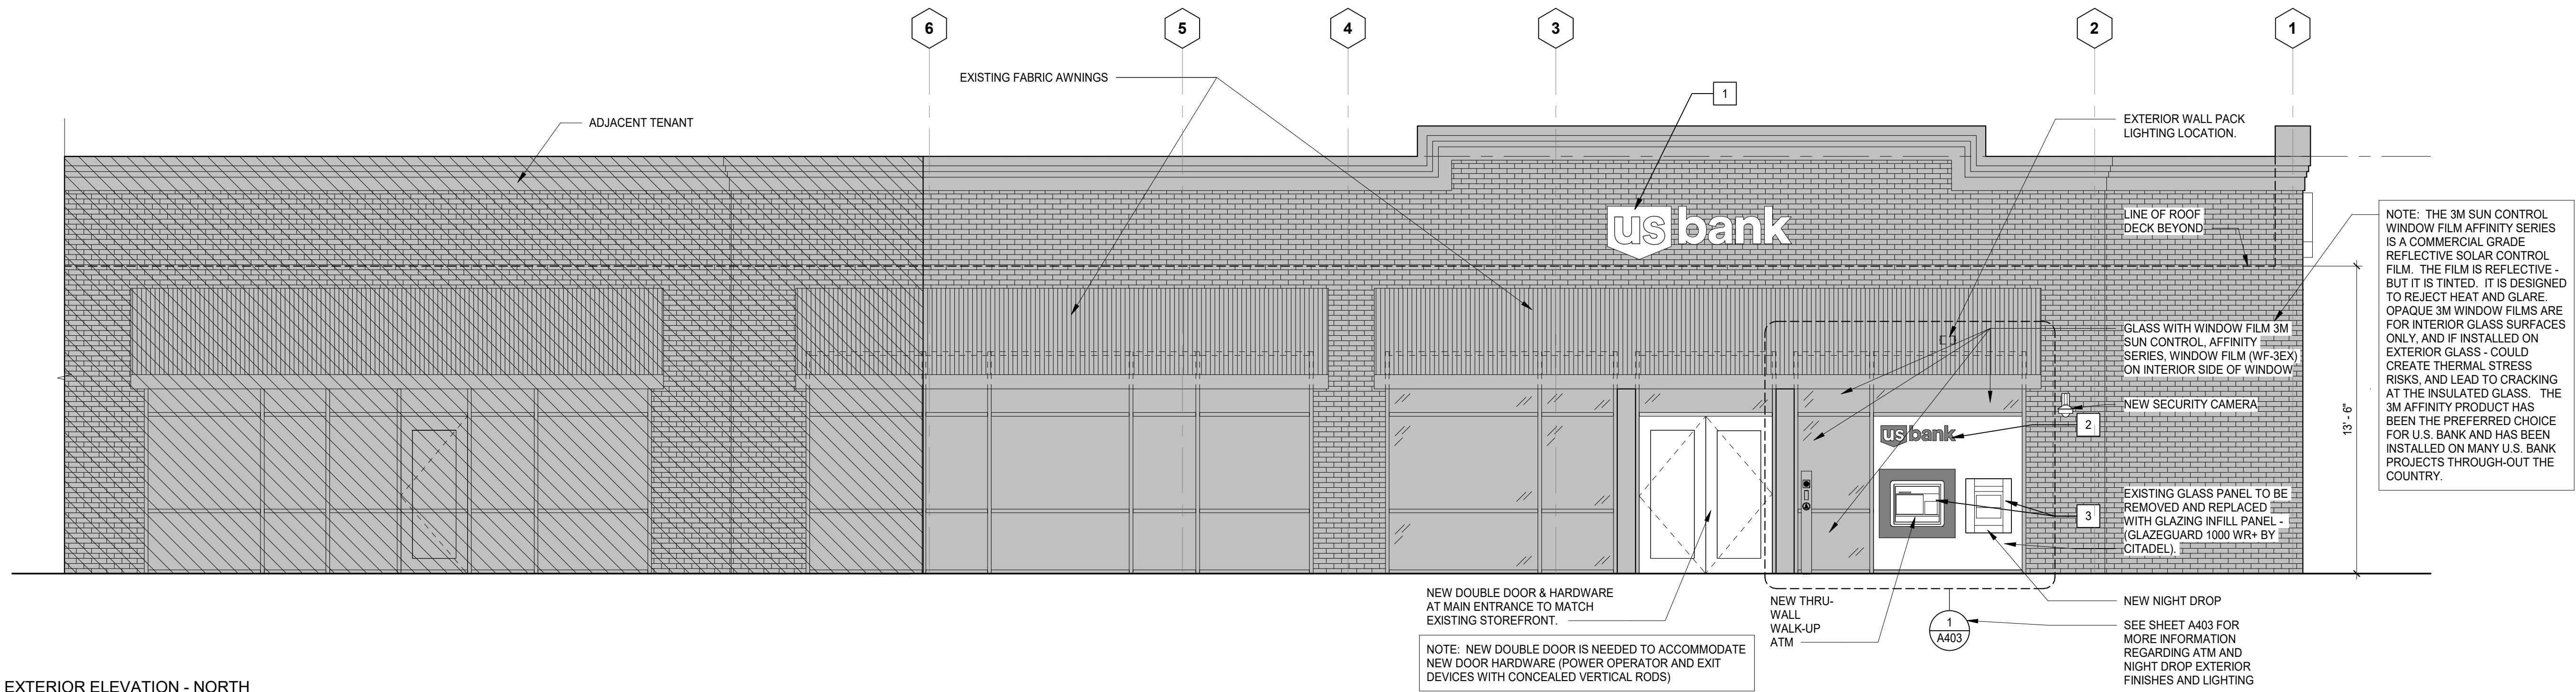 6
5
4
3
2
1
EXISTING FABRIC AWNINGS
1
ADJACENT TENANT
EXTERIOR WALL PACK
LIGHTING LOCATION.
us bank
LINE OF ROOF
DECK BEYOND
NOTE: THE 3M SUN CONTROL
WINDOW FILM AFFINITY SERIES
IS A COMMERCIAL GRADE
REFLECTIVE SOLAR CONTROL
FILM. THE FILM IS REFLECTIVE -
BUT IT IS TINTED. IT IS DESIGNED
TO REJECT HEAT AND GLARE.
OPAQUE 3M WINDOW FILMS ARE
FOR INTERIOR GLASS SURFACES
ONLY, AND IF INSTALLED ON
EXTERIOR GLASS - COULD
CREATE THERMAL STRESS
RISKS, AND LEAD TO CRACKING
AT THE INSULATED GLASS. THE
3M AFFINITY PRODUCT HAS
BEEN THE PREFERRED CHOICE
FOR U.S. BANK AND HAS BEEN
INSTALLED ON MANY U.S. BANK
PROJECTS THROUGH-OUT THE
COUNTRY.
GLASS WITH WINDOW FILM 3M
SUN CONTROL, AFFINITY
SERIES, WINDOW FILM (WF-3EX)
ON INTERIOR SIDE OF WINDOW
NEW SECURITY CAMERA
13' - 6"
2
us bank
EXISTING GLASS PANEL TO BE
REMOVED AND REPLACED
WITH GLAZING INFILL PANEL -
(GLAZEGUARD 1000 WR+ BY
CITADEL).
3
NEW DOUBLE DOOR & HARDWARE
AT MAIN ENTRANCE TO MATCH
EXISTING STOREFRONT.
NOTE: NEW DOUBLE DOOR IS NEEDED TO ACCOMMODATE
NEW DOOR HARDWARE (POWER OPERATOR AND EXIT
DEVICES WITH CONCEALED VERTICAL RODS)
NEW THRU-
WALL
WALK-UP
ATM
1
A403
NEW NIGHT DROP
SEE SHEET A403 FOR
MORE INFORMATION
REGARDING ATM AND
NIGHT DROP EXTERIOR
FINISHES AND LIGHTING
EXTERIOR ELEVATION - NORTH